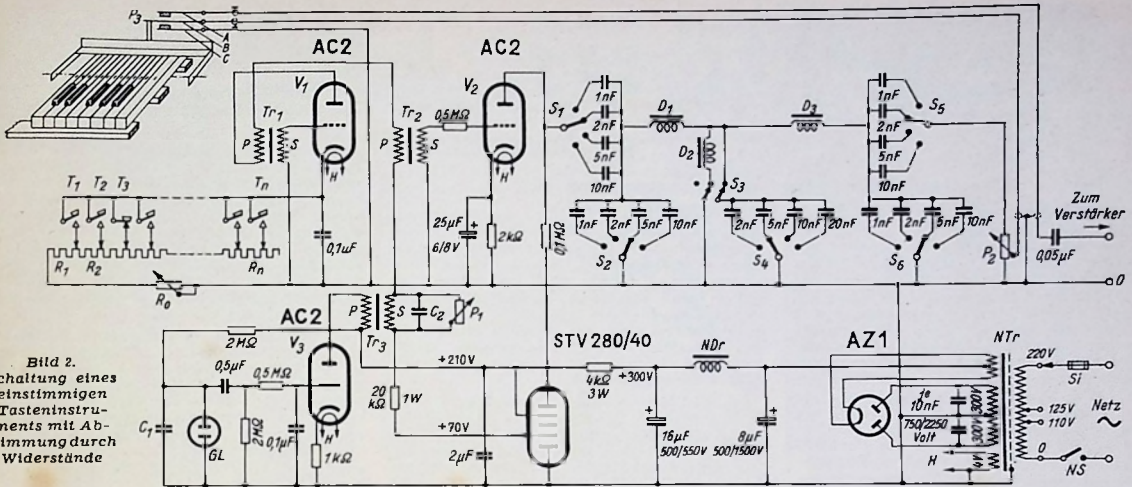 P3
A
B
C
AC2
V1
Tr1
P
S
H
AC2
V2
Tr2
P
S
0,5MΩ
H
25µF
6/8V
2kΩ
0,1MΩ
0,1µF
T1 T2 T3 Tn
R1 R2 Rn
R0
S1
1nF
2nF
5nF
10nF
D1
D2
D3
S3
1nF 2nF 5nF 10nF
S2
1nF 2nF 5nF 10nF 20nF
S4
1nF
2nF
5nF
10nF
S5
1nF 2nF 5nF 10nF
S6
P2
Zum
Verstärker
0,05µF
0
AC2
V3
2MΩ
0,5µF
0,5MΩ
C1
GL
2MΩ
0,1µF
1kΩ
H
P
S
Tr3
C2
P1
20
kΩ
1W
+210V
+70V
2µF
STV 280/40
4kΩ
3W
+300V
NDr
16µF
500/550V
8µF
500/1500V
AZ1
NTr
je
10nF
750/2250
Volt
300V
300V
H
4V
220V
Si
125V
110V
Netz
0
NS
Bild 2.
chaltung eines
einstimmigen
Tasteninstru-
ments mit Ab-
immung durch
Widerstände